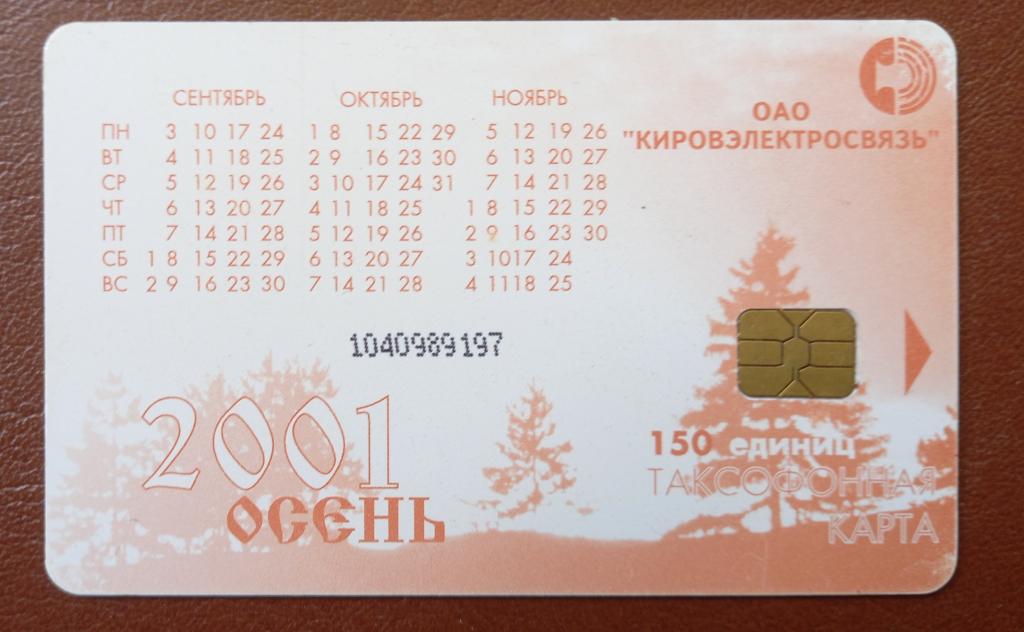 СЕНТЯБРЬ ОКТЯБРЬ НОЯБРЬ
ПН 3 10 17 24 1 8 15 22 29 5 12 19 26
ВТ 4 11 18 25 2 9 16 23 30 6 13 20 27
СР 5 12 19 26 3 10 17 24 31 7 14 21 28
ЧТ 6 13 20 27 4 11 18 25 1 8 15 22 29
ПТ 7 14 21 28 5 12 19 26 2 9 16 23 30
СБ 1 8 15 22 29 6 13 20 27 3 10 17 24
ВС 2 9 16 23 30 7 14 21 28 4 11 18 25
ОАО
"КИРОВЭЛЕКТРОСВЯЗЬ"
1040989197
2001
ОСЕНЬ
150 единиц
ТАКСОФОННАЯ
КАРТА